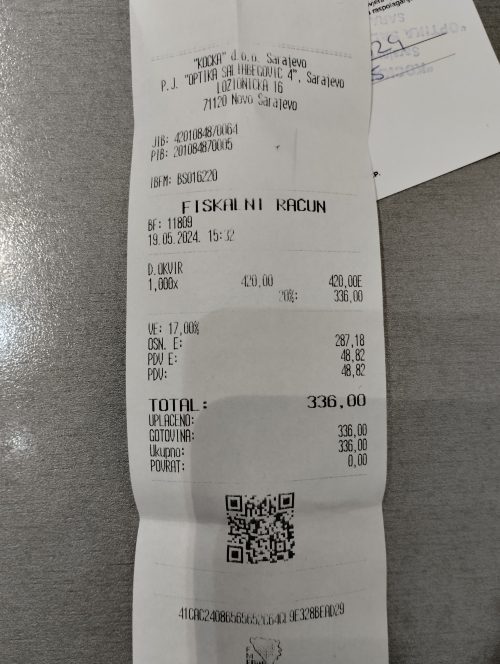 "KOCKA" d.o.o. Sarajevo
P.J. "OPTIKA SALIHBEGOVIC 4", Sarajevo
LOZIONICKA 16
71120 Novo Sarajevo
JIB: 4201084870064
PIB: 201084870005
IBFM: BS016220
FISKALNI RAČUN
BF: 11809
19.05.2024. 15:32
D.OKVIR
1,000x 420,00 420,00E
20%: 336,00
VE: 17,00%
OSN. E: 287,18
PDV E: 48,82
PDV: 48,82
TOTAL: 336,00
UPLAĆENO:
GOTOVINA: 336,00
Ukupno: 336,00
POVRAT: 0,00